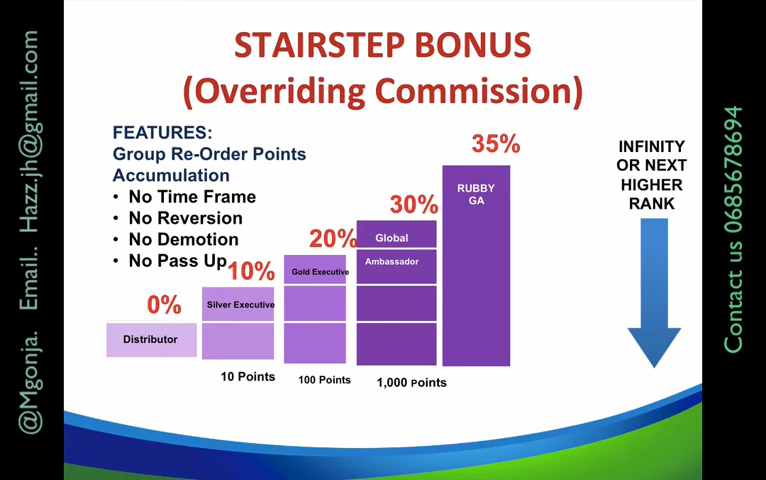 STAIRSTEP BONUS
(Overriding Commission)
FEATURES:
Group Re-Order Points
Accumulation
• No Time Frame
• No Reversion
• No Demotion
• No Pass Up
0%
10%
20%
30%
35%
Distributor
Silver Executive
Gold Executive
Global
Ambassador
RUBBY
GA
10 Points
100 Points
1,000 Points
INFINITY
OR NEXT
HIGHER
RANK
@Mgonja. Email.. Hazz.jh@gmail.com
Contact us 0685678694